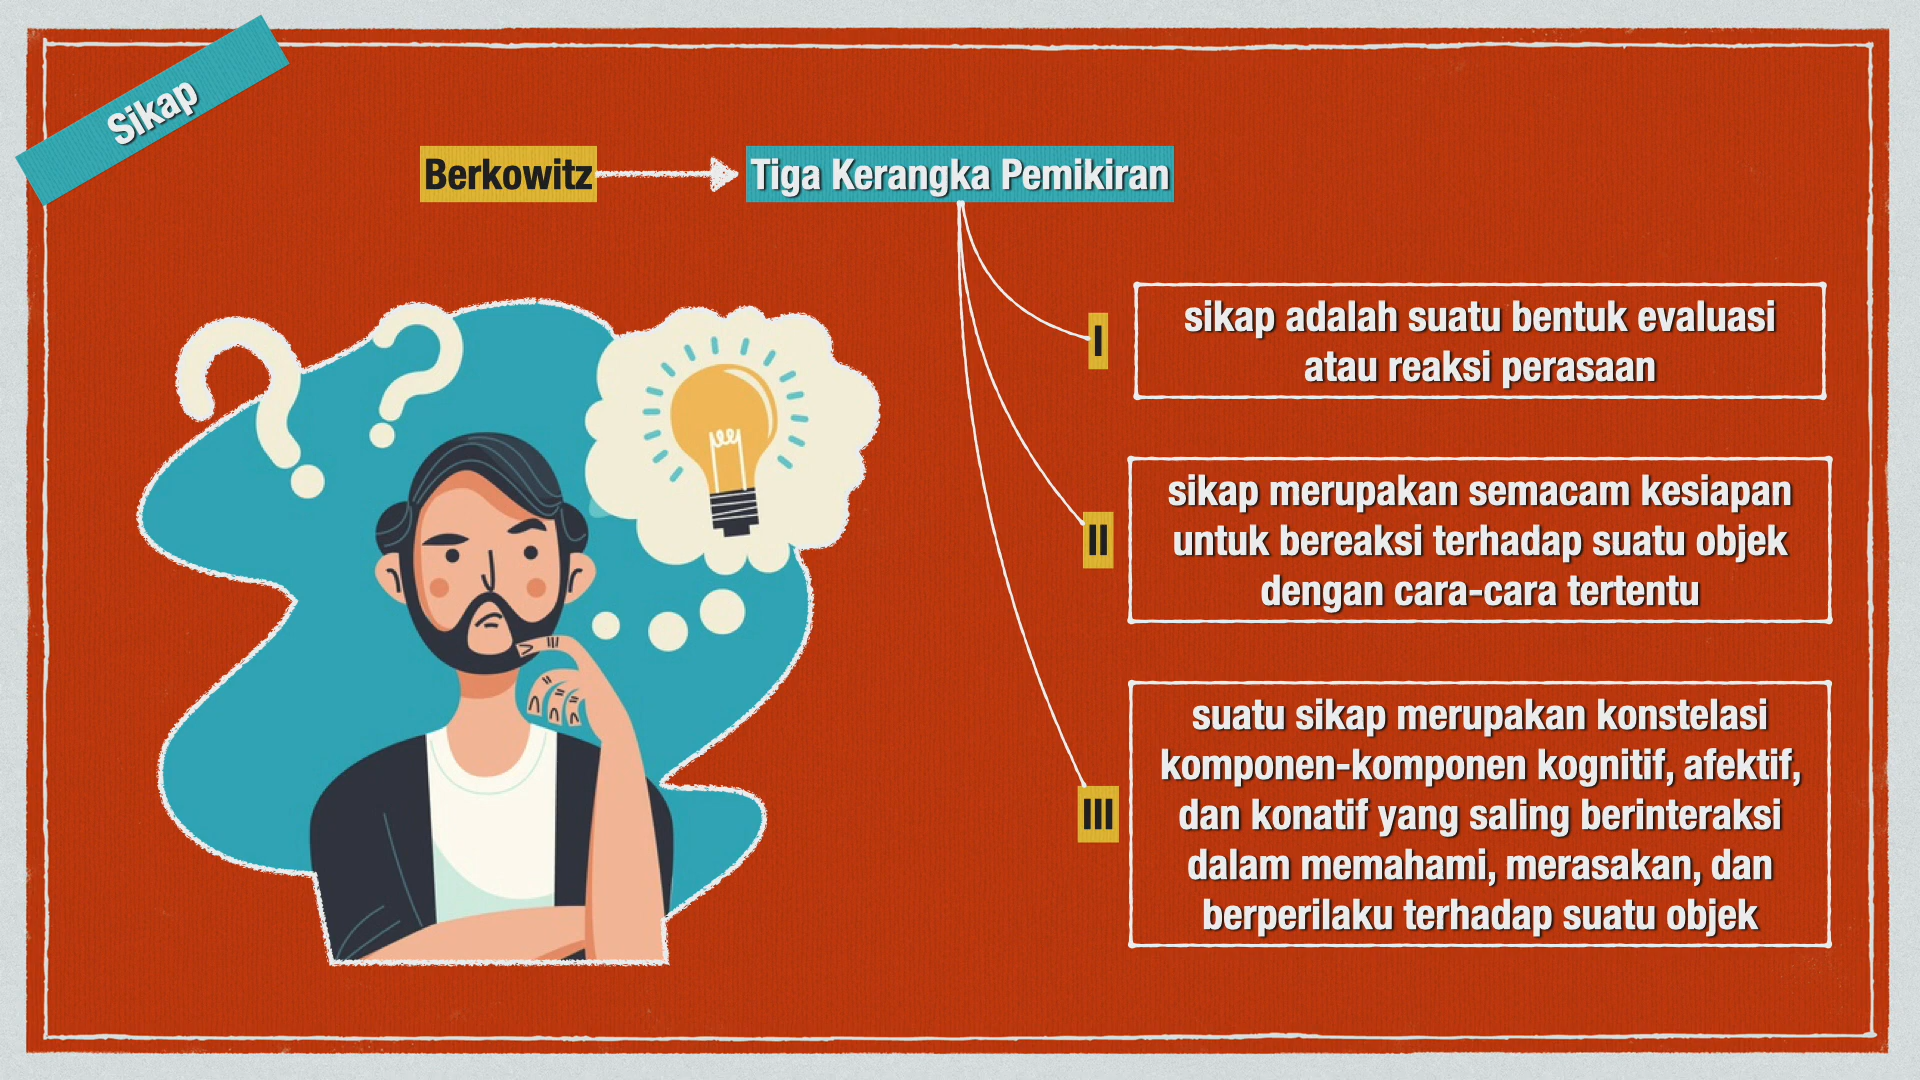 Sikap
Berkowitz
Tiga Kerangka Pemikiran
I
sikap adalah suatu bentuk evaluasi
atau reaksi perasaan
II
sikap merupakan semacam kesiapan
untuk bereaksi terhadap suatu objek
dengan cara-cara tertentu
III
suatu sikap merupakan konstelasi
komponen-komponen kognitif, afektif,
dan konatif yang saling berinteraksi
dalam memahami, merasakan, dan
berperilaku terhadap suatu objek